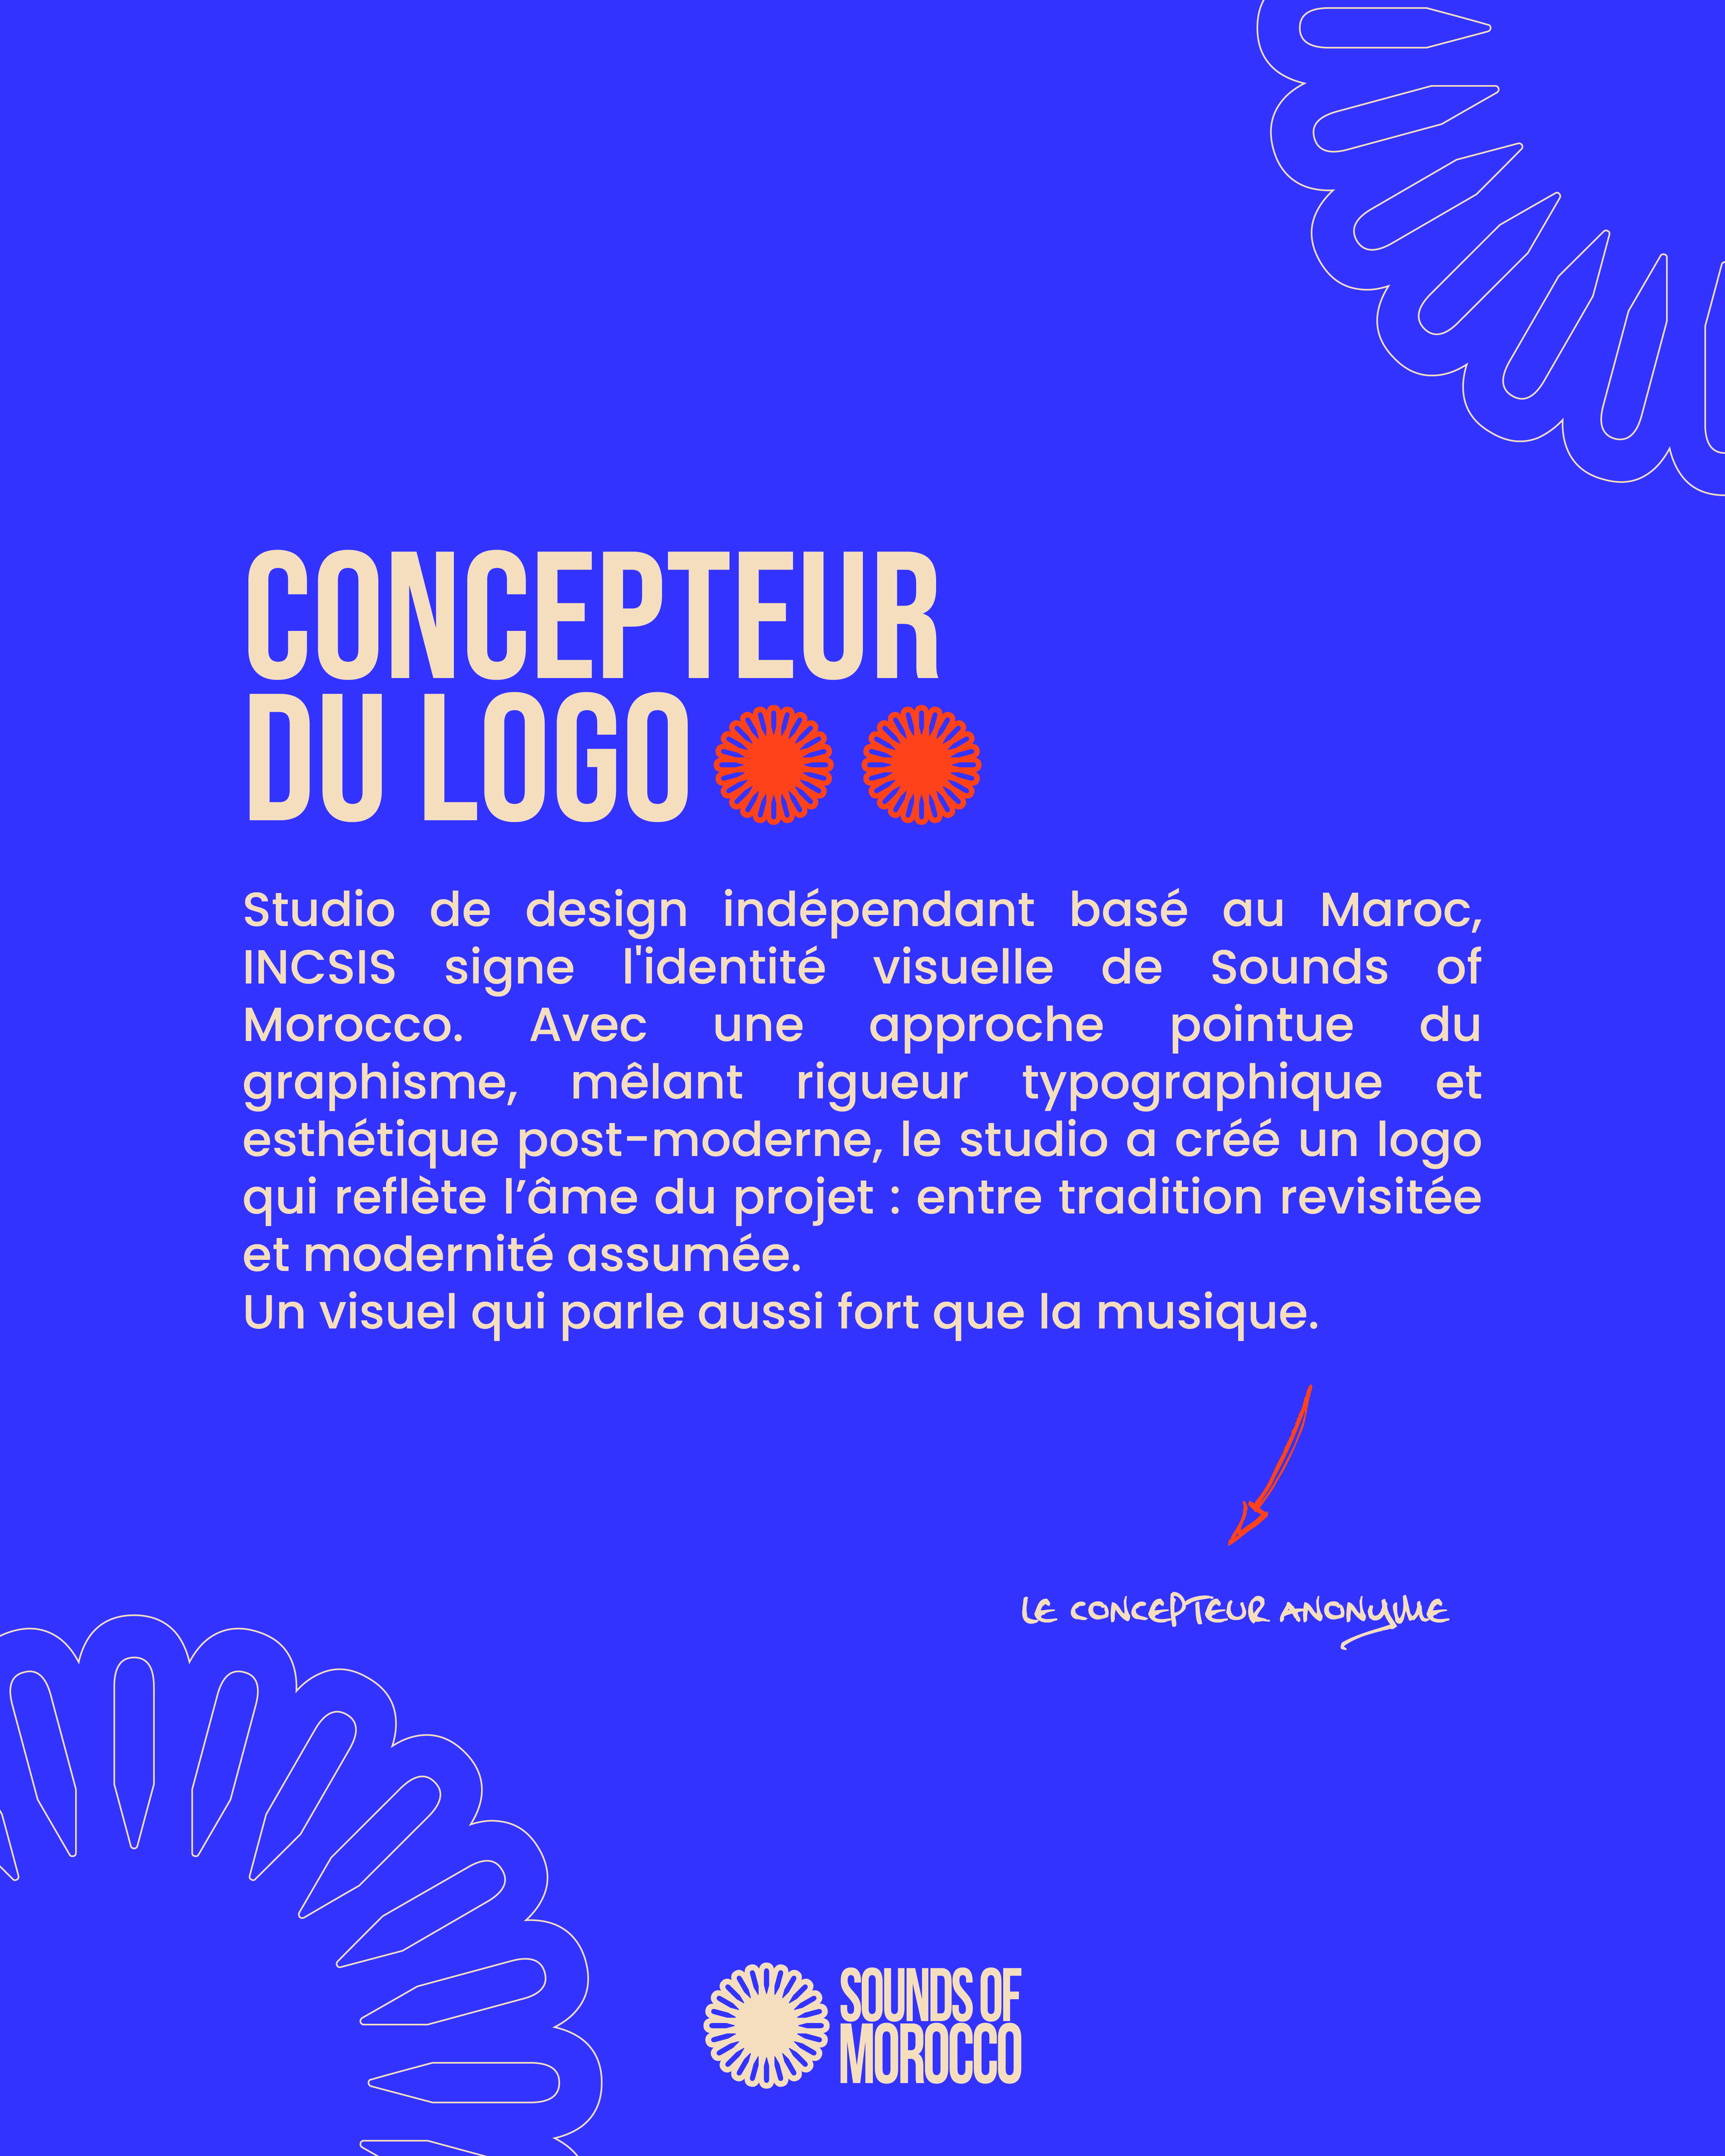 CONCEPTEUR
DU LOGO
Studio de design indépendant basé au Maroc,
INCSIS signe l'identité visuelle de Sounds of
Morocco. Avec une approche pointue du
graphisme, mêlant rigueur typographique et
esthétique post-moderne, le studio a créé un logo
qui reflète l’âme du projet : entre tradition revisitée
et modernité assumée.
Un visuel qui parle aussi fort que la musique.
LE CONCEPTEUR ANONYME
SOUNDS OF
MOROCCO